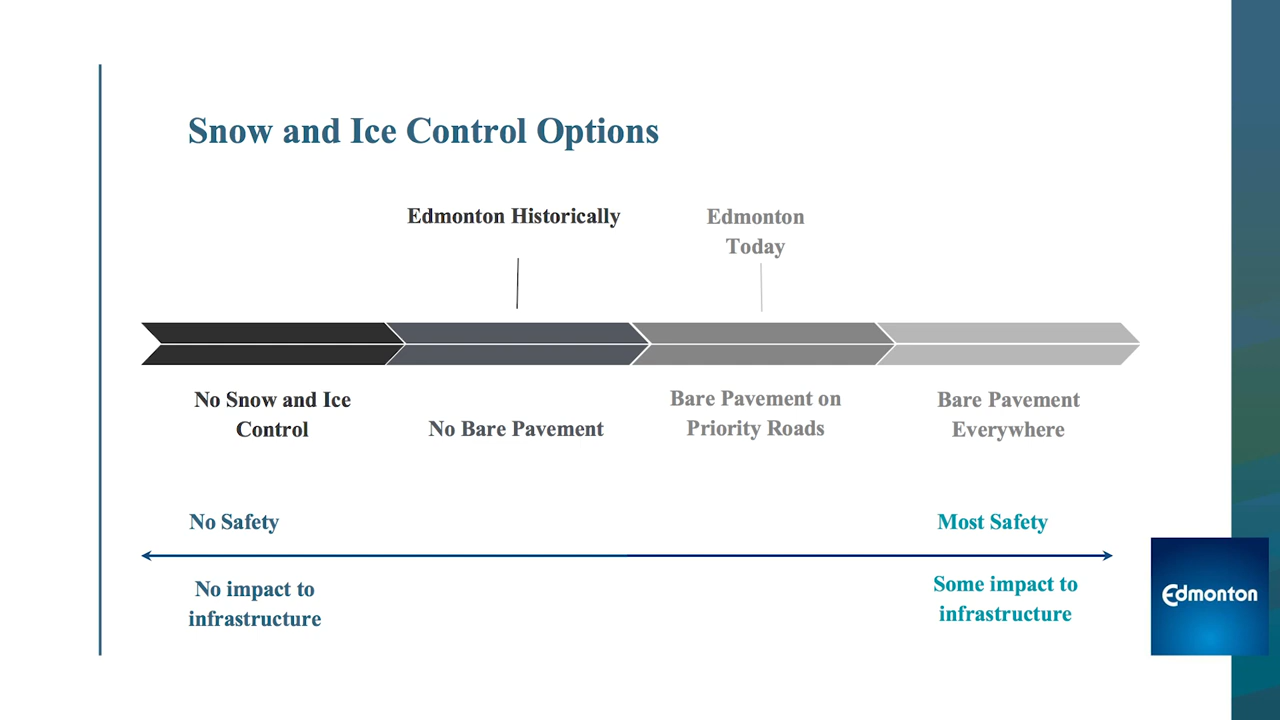 Snow and Ice Control Options
Edmonton Historically
Edmonton
Today
No Snow and Ice
Control
No Bare Pavement
Bare Pavement on
Priority Roads
Bare Pavement
Everywhere
No Safety
Most Safety
No impact to
infrastructure
Some impact to
infrastructure
Edmonton